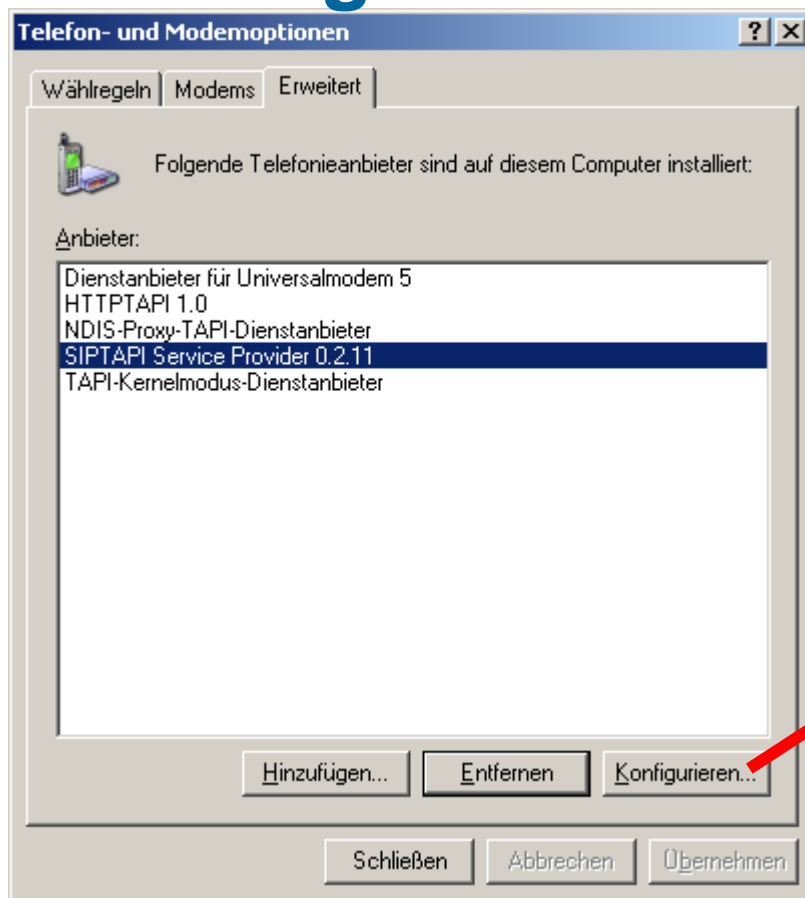 Telefon- und Modemoptionen
Wählregeln Modems Erweitert
Folgende Telefonieanbieter sind auf diesem Computer installiert:
Anbieter:
Dienstanbieter für Universalmodem 5
HTTPTAPI 1.0
NDIS-Proxy-TAPI-Dienstanbieter
SIPTAPI Service Provider 0.2.11
TAPI-Kernelmodus-Dienstanbieter
Hinzufügen... Entfernen Konfigurieren...
Schließen Abbrechen Übernehmen